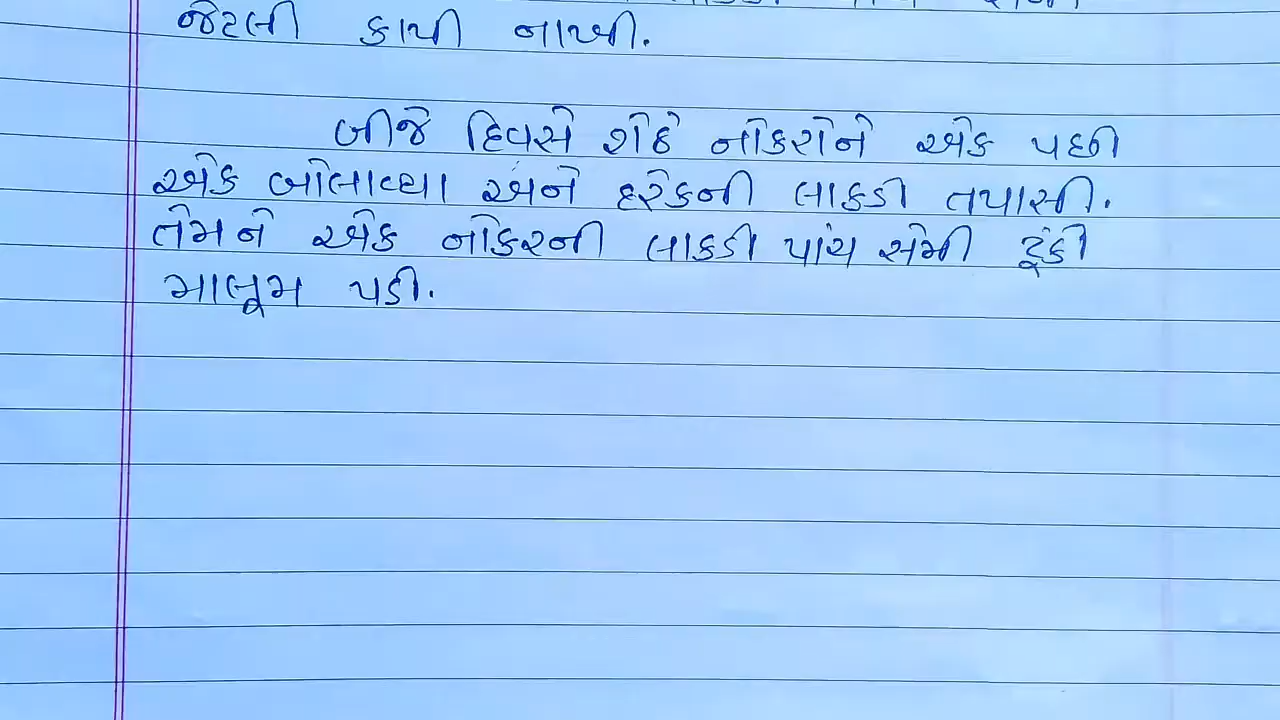 જેટલી કાપી નાખી.
બીજે દિવસે શેઠે નોકરોને એક પછી
એક બોલાવ્યા અને દરેકની લાકડી તપાસી.
તેમને એક નોકરની લાકડી પાંચ સેમી ટૂંકી
માલૂમ પડી.